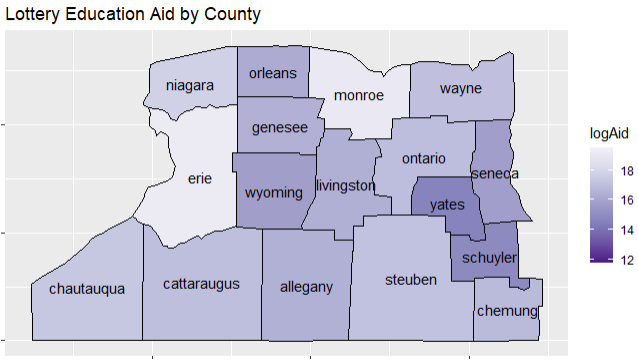 Lottery Education Aid by County
niagara
orleans
monroe
wayne
genesee
erie
wyoming
livingston
ontario
seneca
yates
schuyler
chautauqua
cattaraugus
allegany
steuben
chemung
logAid
18
16
14
12